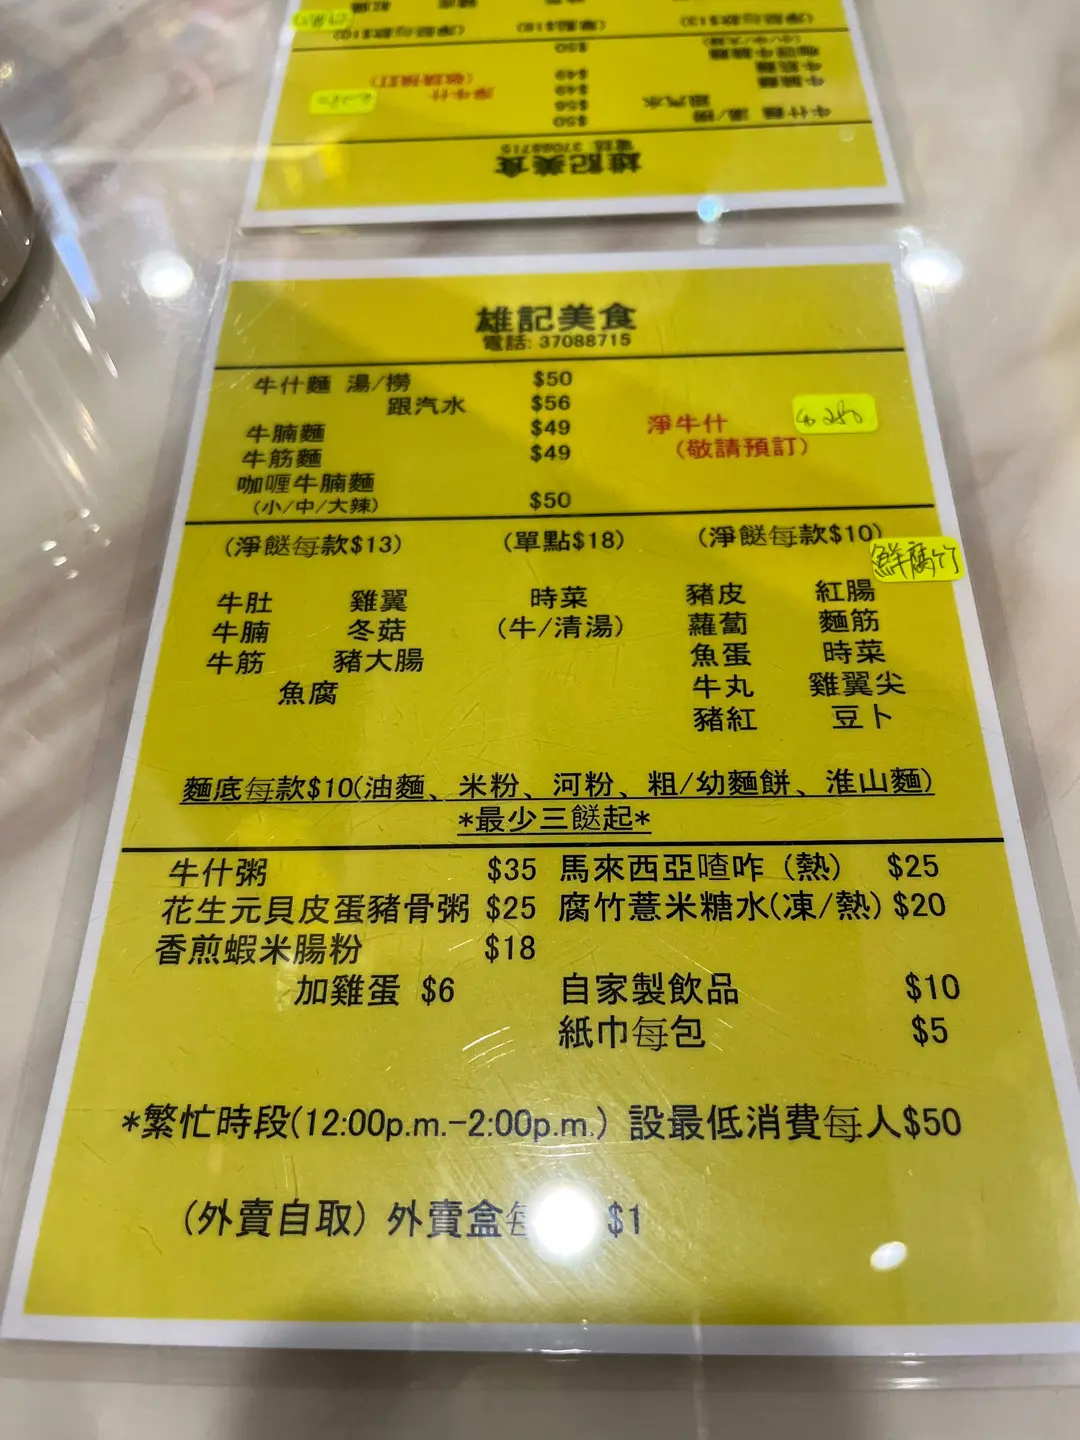 雄記美食
電話: 37088715
牛什麵 湯/撈 $50
跟汽水 $56
牛腩麵 $49
牛筋麵 $49
咖喱牛腩麵
(小/中/大辣) $50
淨牛什
(敬請預訂)
(淨餸每款$13) (單點$18) (淨餸每款$10)
鮮腐竹
牛肚 雞翼 時菜 豬皮 紅腸
牛腩 冬菇 (牛/清湯) 蘿蔔 麵筋
牛筋 豬大腸 魚蛋 時菜
魚腐 牛丸 雞翼尖
豬紅 豆卜
麵底每款$10(油麵、米粉、河粉、粗/幼麵餅、淮山麵)
*最少三餸起*
牛什粥 $35 馬來西亞喳咋 (熱) $25
花生元貝皮蛋豬骨粥 $25 腐竹薏米糖水(凍/熱) $20
香煎蝦米腸粉 $18
加雞蛋 $6 自家製飲品 $10
紙巾每包 $5
*繁忙時段(12:00p.m.-2:00p.m.) 設最低消費每人$50
(外賣自取) 外賣盒每 $1